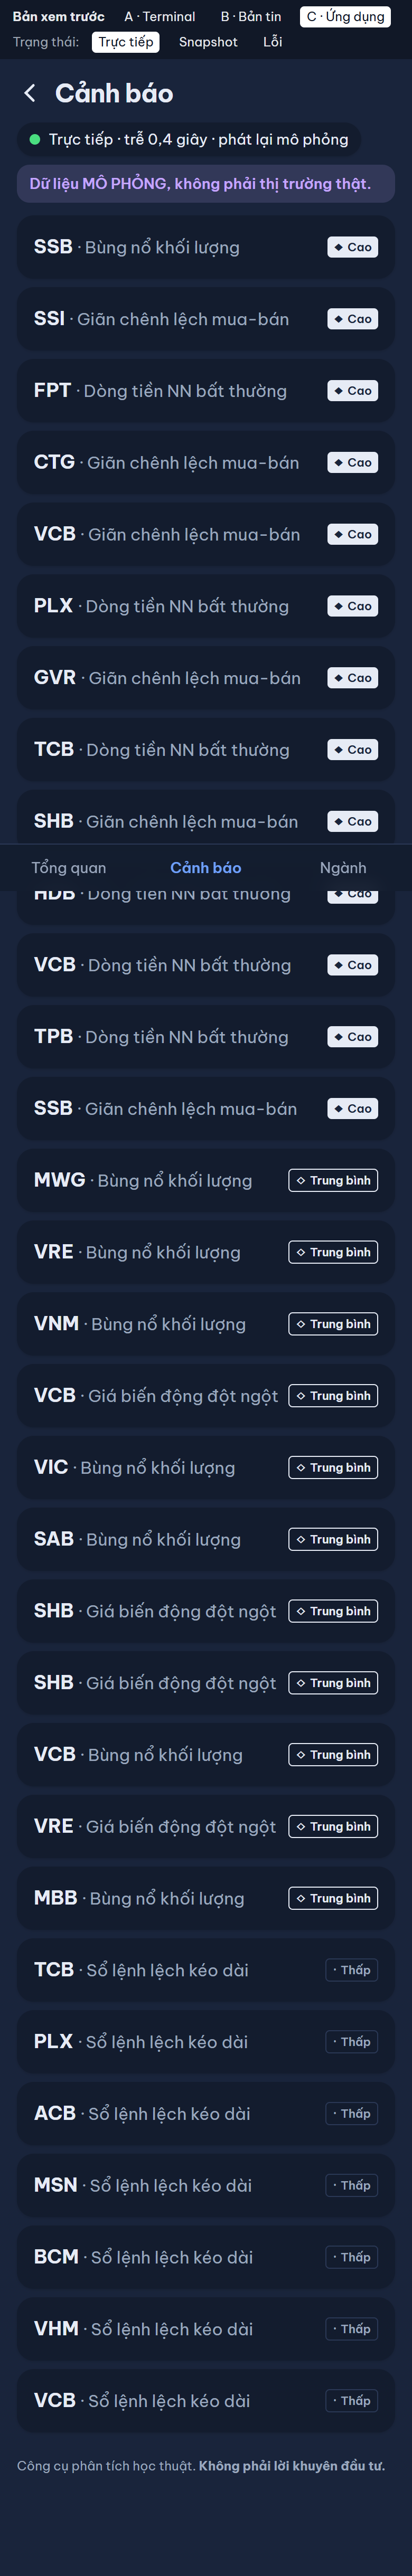 Bản xem trước A · Terminal B · Bản tin C · Ứng dụng
Trạng thái: Trực tiếp Snapshot Lỗi
Cảnh báo
Trực tiếp · trễ 0,4 giây · phát lại mô phỏng
Dữ liệu MÔ PHỎNG, không phải thị trường thật.
SSB · Bùng nổ khối lượng ◆ Cao
SSI · Giãn chênh lệch mua-bán ◆ Cao
FPT · Dòng tiền NN bất thường ◆ Cao
CTG · Giãn chênh lệch mua-bán ◆ Cao
VCB · Giãn chênh lệch mua-bán ◆ Cao
PLX · Dòng tiền NN bất thường ◆ Cao
GVR · Giãn chênh lệch mua-bán ◆ Cao
TCB · Dòng tiền NN bất thường ◆ Cao
SHB · Giãn chênh lệch mua-bán ◆ Cao
Tổng quan Cảnh báo Ngành
HDB · Dòng tiền NN bất thường ◆ Cao
VCB · Dòng tiền NN bất thường ◆ Cao
TPB · Dòng tiền NN bất thường ◆ Cao
SSB · Giãn chênh lệch mua-bán ◆ Cao
MWG · Bùng nổ khối lượng ◇ Trung bình
VRE · Bùng nổ khối lượng ◇ Trung bình
VNM · Bùng nổ khối lượng ◇ Trung bình
VCB · Giá biến động đột ngột ◇ Trung bình
VIC · Bùng nổ khối lượng ◇ Trung bình
SAB · Bùng nổ khối lượng ◇ Trung bình
SHB · Giá biến động đột ngột ◇ Trung bình
SHB · Giá biến động đột ngột ◇ Trung bình
VCB · Bùng nổ khối lượng ◇ Trung bình
VRE · Giá biến động đột ngột ◇ Trung bình
MBB · Bùng nổ khối lượng ◇ Trung bình
TCB · Sổ lệnh lệch kéo dài · Thấp
PLX · Sổ lệnh lệch kéo dài · Thấp
ACB · Sổ lệnh lệch kéo dài · Thấp
MSN · Sổ lệnh lệch kéo dài · Thấp
BCM · Sổ lệnh lệch kéo dài · Thấp
VHM · Sổ lệnh lệch kéo dài · Thấp
VCB · Sổ lệnh lệch kéo dài · Thấp
Công cụ phân tích học thuật. Không phải lời khuyên đầu tư.